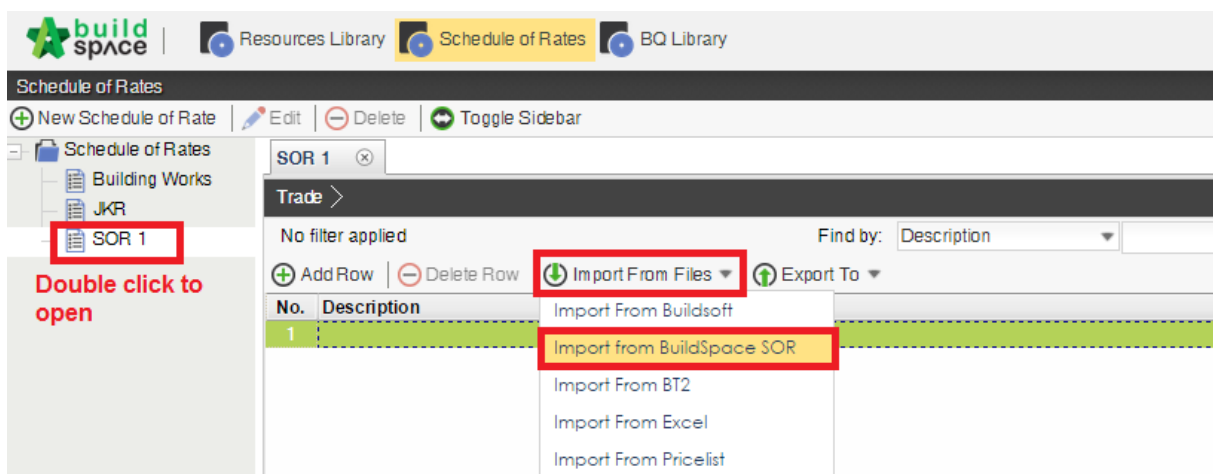 build
space
Resources Library Schedule of Rates BQ Library
Schedule of Rates
New Schedule of Rate Edit Delete Toggle Sidebar
Schedule of Rates
Building Works
JKR
SOR 1
Double click to
open
SOR 1
Trade
No filter applied Find by: Description
Add Row Delete Row Import From Files Export To
No. Description
1
Import From Buildsoft
Import from BuildSpace SOR
Import From BT2
Import From Excel
Import From Pricelist